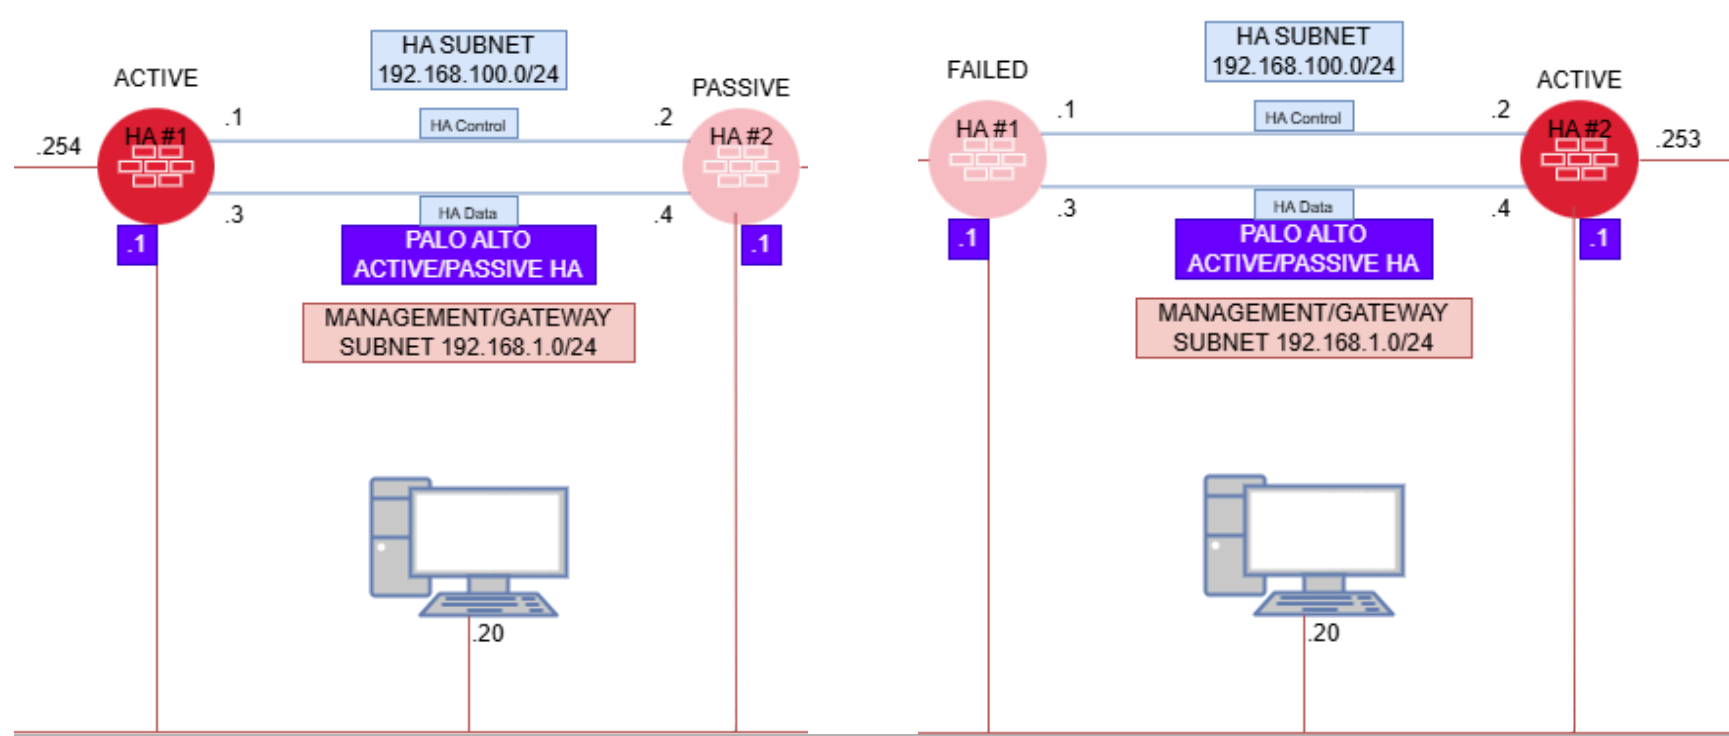 HA SUBNET
192.168.100.0/24
ACTIVE
PASSIVE
.254
HA #1
.1
HA Control
.2
HA #2
.3
HA Data
.4
.1
PALO ALTO
ACTIVE/PASSIVE HA
.1
MANAGEMENT/GATEWAY
SUBNET 192.168.1.0/24
.20
HA SUBNET
192.168.100.0/24
FAILED
ACTIVE
HA #1
.1
HA Control
.2
HA #2
.253
.3
HA Data
.4
.1
PALO ALTO
ACTIVE/PASSIVE HA
.1
MANAGEMENT/GATEWAY
SUBNET 192.168.1.0/24
.20